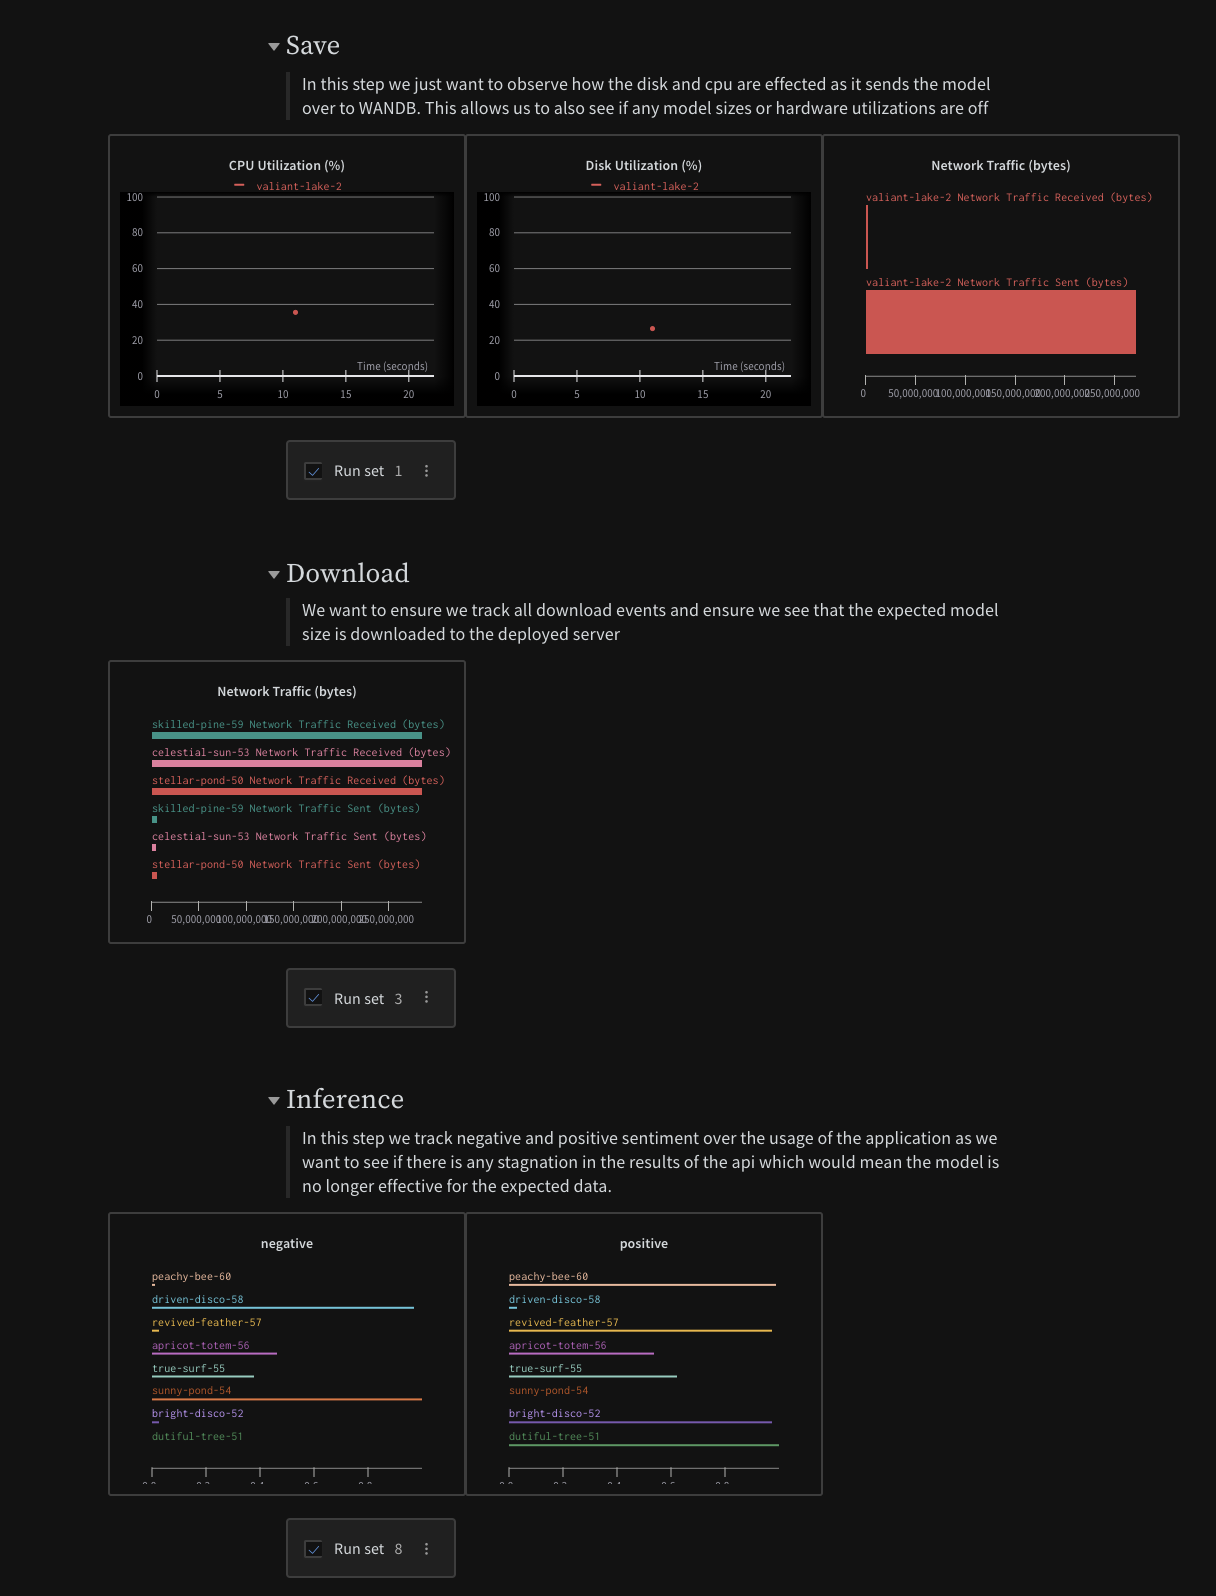 Save
In this step we just want to observe how the disk and cpu are effected as it sends the model
over to WANDB. This allows us to also see if any model sizes or hardware utilizations are off
CPU Utilization (%)
valiant-lake-2
100
80
60
40
20
0
Time (seconds)
0 5 10 15 20
Disk Utilization (%)
valiant-lake-2
100
80
60
40
20
0
Time (seconds)
0 5 10 15 20
Network Traffic (bytes)
valiant-lake-2 Network Traffic Received (bytes)
valiant-lake-2 Network Traffic Sent (bytes)
0 50,000,000 100,000,000 150,000,000 200,000,000 250,000,000
Run set 1
Download
We want to ensure we track all download events and ensure we see that the expected model
size is downloaded to the deployed server
Network Traffic (bytes)
skilled-pine-59 Network Traffic Received (bytes)
celestial-sun-53 Network Traffic Received (bytes)
stellar-pond-50 Network Traffic Received (bytes)
skilled-pine-59 Network Traffic Sent (bytes)
celestial-sun-53 Network Traffic Sent (bytes)
stellar-pond-50 Network Traffic Sent (bytes)
0 50,000,000 100,000,000 150,000,000 200,000,000 250,000,000
Run set 3
Inference
In this step we track negative and positive sentiment over the usage of the application as we
want to see if there is any stagnation in the results of the api which would mean the model is
no longer effective for the expected data.
negative
peachy-bee-60
driven-disco-58
revived-feather-57
apricot-totem-56
true-surf-55
sunny-pond-54
bright-disco-52
dutiful-tree-51
positive
peachy-bee-60
driven-disco-58
revived-feather-57
apricot-totem-56
true-surf-55
sunny-pond-54
bright-disco-52
dutiful-tree-51
Run set 8